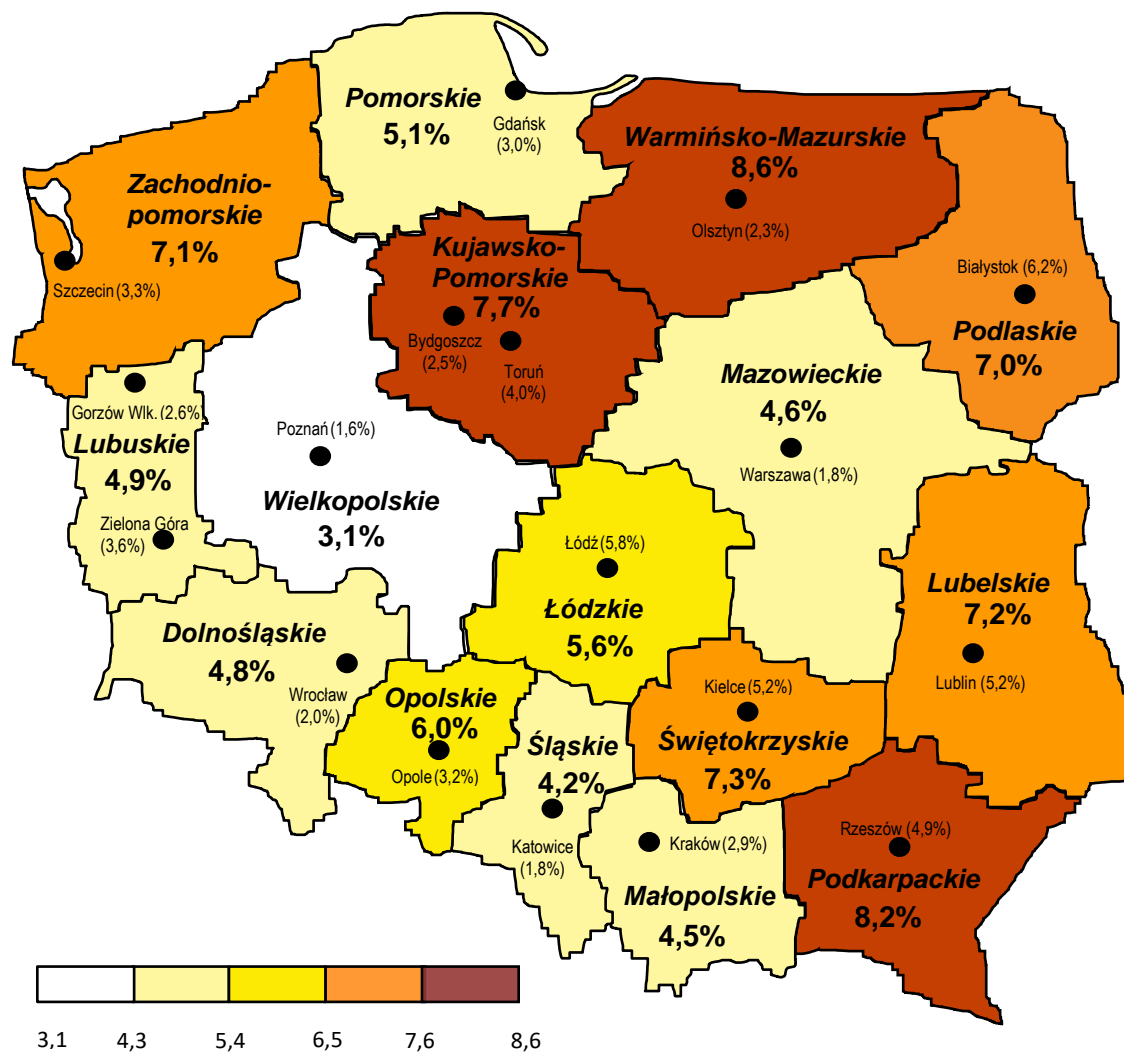 Pomorskie
5,1%
Gdańsk
(3,0%)
Warmińsko-Mazurskie
8,6%
Olsztyn (2,3%)
Zachodnio-
pomorskie
7,1%
Szczecin (3,3%)
Kujawsko-
Pomorskie
7,7%
Bydgoszcz
(2,5%)
Toruń
(4,0%)
Białystok (6,2%)
Podlaskie
7,0%
Mazowieckie
4,6%
Warszawa (1,8%)
Gorzów Wlk. (2.6%)
Lubuskie
4,9%
Zielona Góra
(3,6%)
Poznań (1,6%)
Wielkopolskie
3,1%
Łódź (5,8%)
Łódzkie
5,6%
Lubelskie
7,2%
Lublin (5,2%)
Dolnośląskie
4,8%
Wrocław
(2,0%)
Opolskie
6,0%
Opole (3,2%)
Śląskie
4,2%
Katowice
(1,8%)
Kielce (5,2%)
Świętokrzyskie
7,3%
Kraków (2,9%)
Małopolskie
4,5%
Rzeszów (4,9%)
Podkarpackie
8,2%
3,1 4,3 5,4 6,5 7,6 8,6